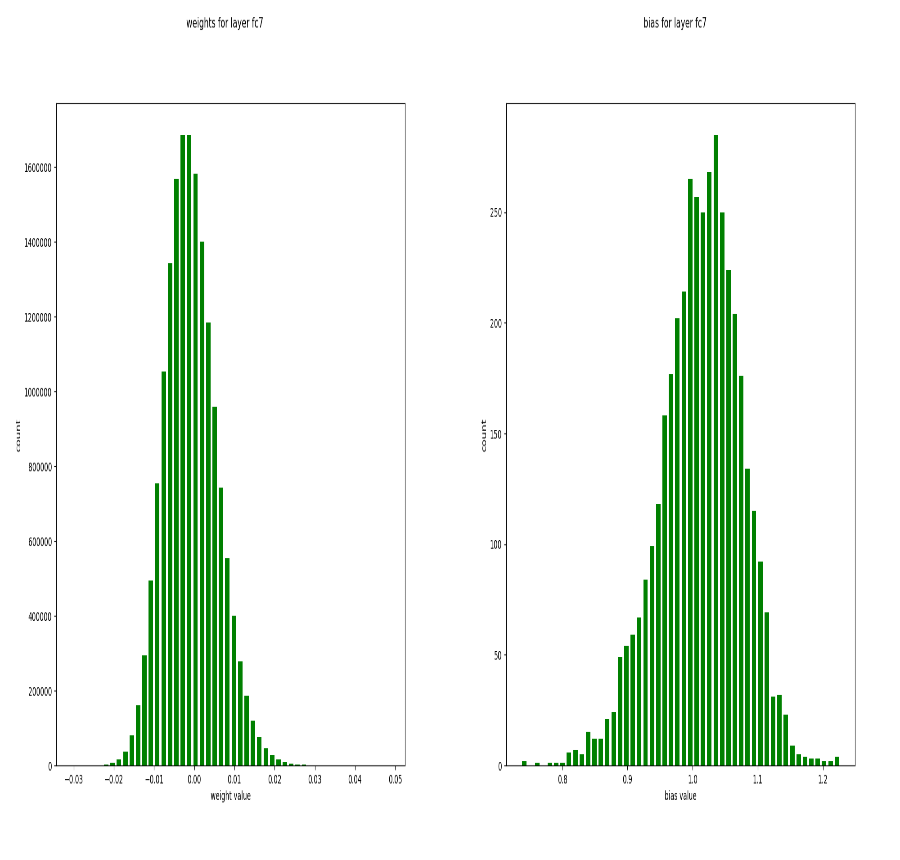 weights for layer fc7
bias for layer fc7
count
1600000
1400000
1200000
1000000
800000
600000
400000
200000
0
−0.03 −0.02 −0.01 0.00 0.01 0.02 0.03 0.04 0.05
weight value
count
250
200
150
100
50
0
0.8 0.9 1.0 1.1 1.2
bias value